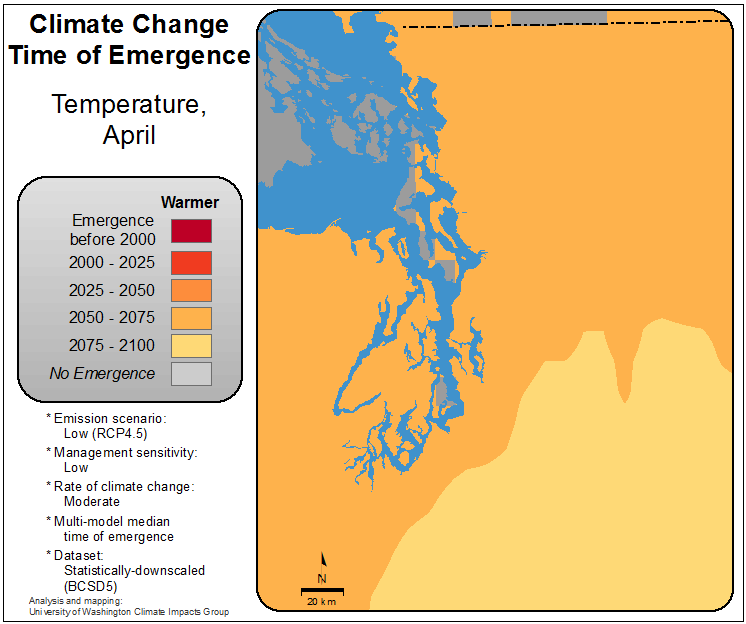 Climate Change
Time of Emergence
Temperature,
April
Warmer
Emergence
before 2000
2000 - 2025
2025 - 2050
2050 - 2075
2075 - 2100
No Emergence
* Emission scenario:
Low (RCP4.5)
* Management sensitivity:
Low
* Rate of climate change:
Moderate
* Multi-model median
time of emergence
* Dataset:
Statistically-downscaled
(BCSD5)
Analysis and mapping:
University of Washington Climate Impacts Group
N
20 km